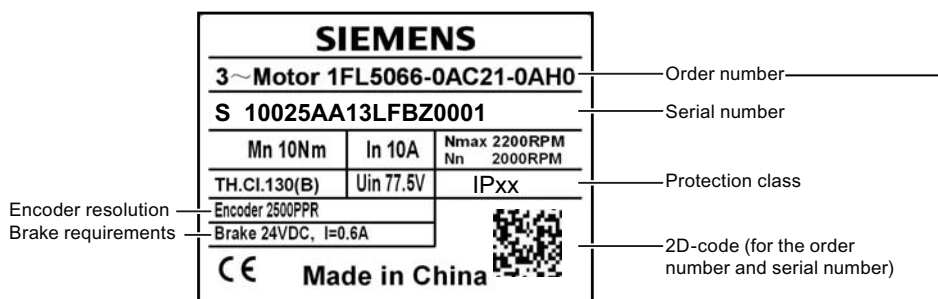 SIEMENS
3～Motor 1FL5066-0AC21-0AH0
Order number
S 10025AA13LFBZ0001
Serial number
Mn 10Nm
In 10A
Nmax 2200RPM
Nn 2000RPM
TH.CI.130(B)
Uin 77.5V
IPxx
Protection class
Encoder resolution
Encoder 2500PPR
Brake requirements
Brake 24VDC, I=0.6A
2D-code (for the order
number and serial number)
CE
Made in China